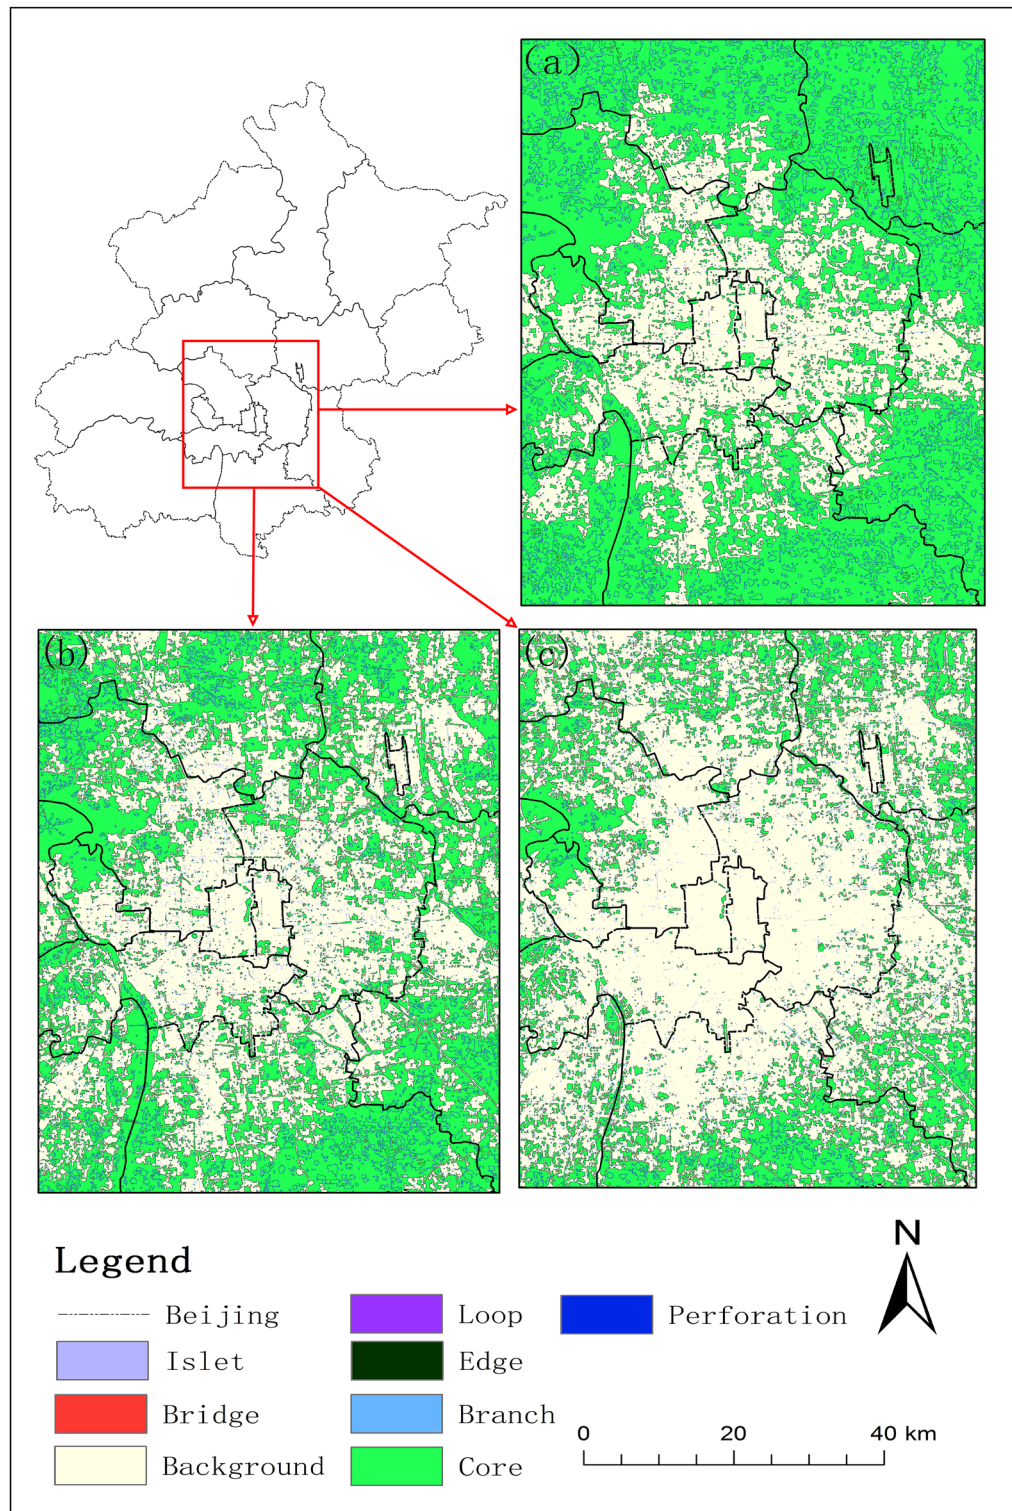 (a)
(b)
(c)
Legend
N
Beijing
Loop
Perforation
Islet
Edge
Bridge
Branch
Background
Core
0 20 40 km